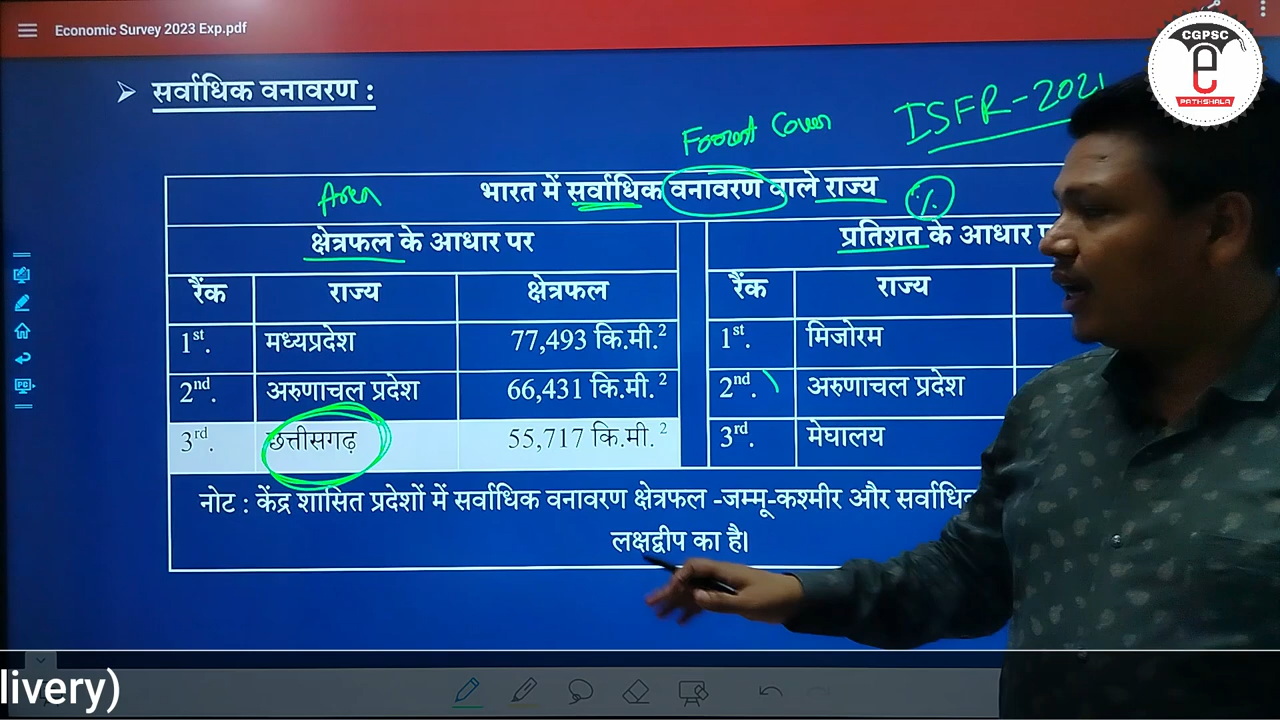 Economic Survey 2023 Exp.pdf
CGPSC
e
PATHSHALA
➤ सर्वाधिक वनावरण :
ISFR-2021
Forest Cover
Area
भारत में सर्वाधिक वनावरण वाले राज्य
%
क्षेत्रफल के आधार पर
प्रतिशत के आधार
रैंक राज्य क्षेत्रफल रैंक राज्य
1st. मध्यप्रदेश 77,493 कि.मी.2 1st. मिजोरम
2nd. अरुणाचल प्रदेश 66,431 कि.मी.2 2nd. अरुणाचल प्रदेश
3rd. छत्तीसगढ़ 55,717 कि.मी.2 3rd. मेघालय
नोट : केंद्र शासित प्रदेशों में सर्वाधिक वनावरण क्षेत्रफल -जम्मू-कश्मीर और सर्वाधिक
लक्षद्वीप का है।
livery)